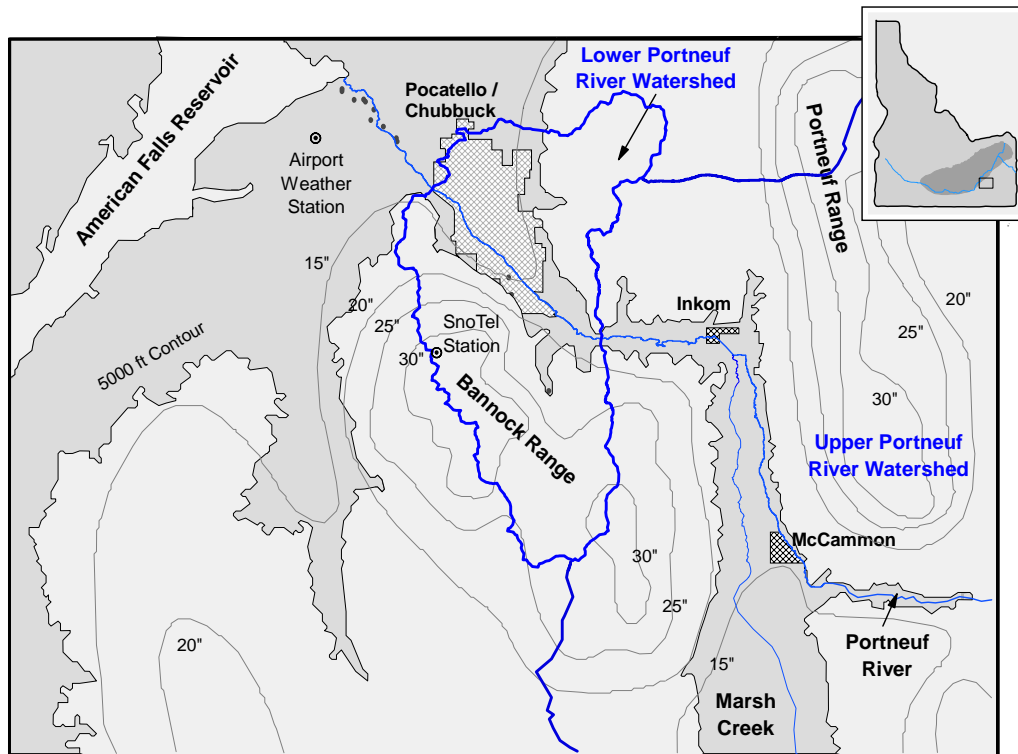 Lower Portneuf
River Watershed
Pocatello /
Chubbuck
American Falls Reservoir
Airport
Weather
Station
Portneuf Range
15"
20"
25"
30"
SnoTel
Station
5000 ft Contour
Bannock Range
Inkom
20"
25"
30"
Upper Portneuf
River Watershed
McCammon
30"
25"
20"
15"
Portneuf
River
Marsh
Creek